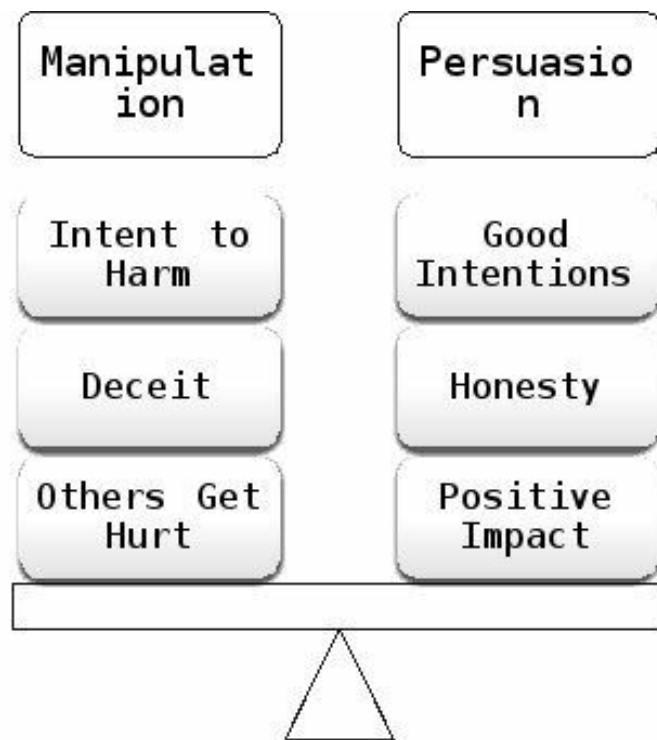 Manipulat
ion
Persuasio
n
Intent to
Harm
Good
Intentions
Deceit
Honesty
Others Get
Hurt
Positive
Impact